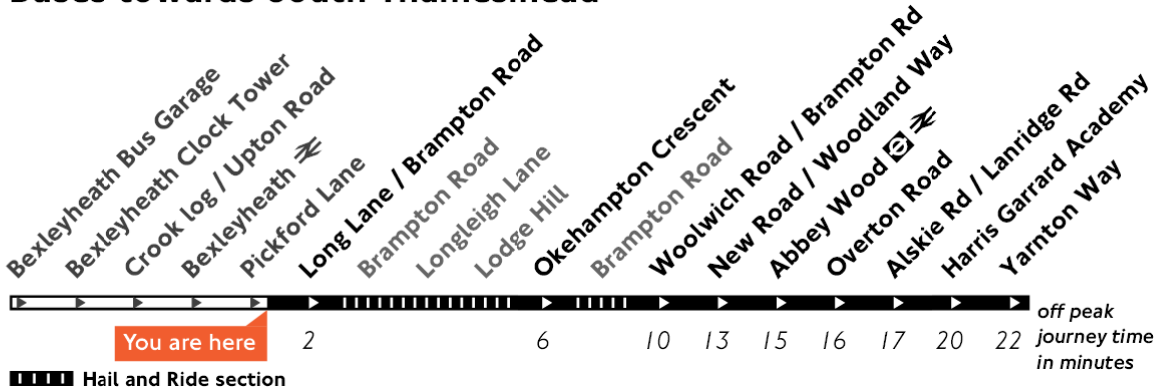 Buses towards South Thamesmead
Bexleyheath Bus Garage
Bexleyheath Clock Tower
Crook log / Upton Road
Bexleyheath
Pickford Lane
Long Lane / Brampton Road
Brampton Road
Longleigh Lane
Lodge Hill
Okehampton Crescent
Brampton Road
Woolwich Road / Brampton Rd
New Road / Woodland Way
Abbey Wood
Overton Road
Alskie Rd / Lanridge Rd
Harris Garrard Academy
Yarnton Way
You are here
2 6 10 13 15 16 17 20 22
off peak
journey time
in minutes
Hail and Ride section